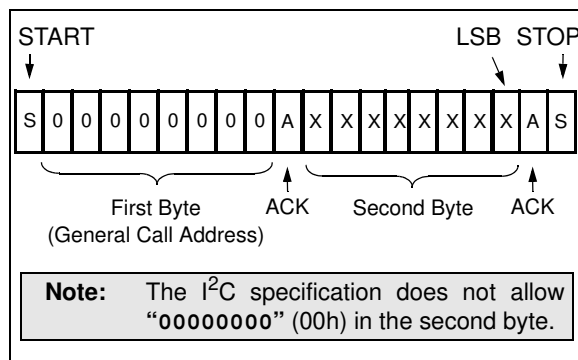 START LSB STOP
S 0 0 0 0 0 0 0 0 A X X X X X X X X A S
First Byte ACK Second Byte ACK
(General Call Address)
Note: The I²C specification does not allow
“00000000” (00h) in the second byte.